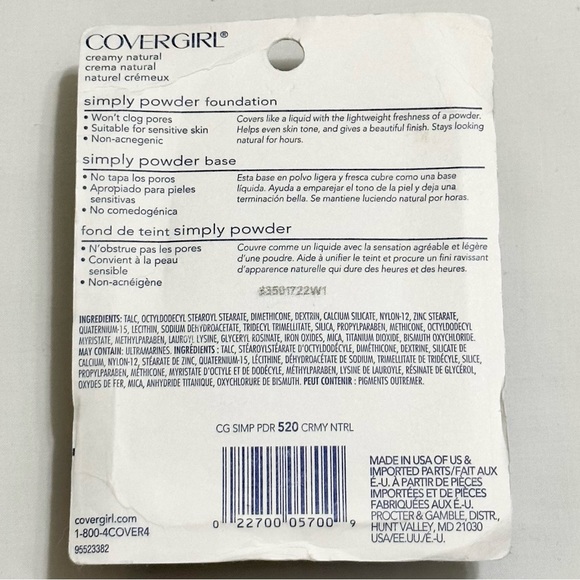 COVERGIRL®
creamy natural
crema natural
naturel crémeux
simply powder foundation
• Won't clog pores
• Suitable for sensitive skin
• Non-acnegenic
Covers like a liquid with the lightweight freshness of a powder.
Helps even skin tone, and gives a beautiful finish. Stays looking
natural for hours.
simply powder base
• No tapa los poros
• Apropiado para pieles
sensitivas
• No comedogénica
Esta base en polvo ligera y fresca cubre como una base
líquida. Ayuda a emparejar el tono de la piel y deja una
terminación bella. Se mantiene luciendo natural por horas.
fond de teint simply powder
• N'obstrue pas les pores
• Convient à la peau
sensible
• Non-acnéigène
Couvre comme un liquide avec la sensation agréable et légère
d'une poudre. Aide à unifier le teint et procure un fini ravissant
d'apparence naturelle qui dure des heures et des heures.
INGREDIENTS: TALC, OCTYLDODECYL STEAROYL STEARATE, DIMETHICONE, DEXTRIN, CALCIUM SILICATE, NYLON-12, ZINC STEARATE,
QUATERNIUM-15, LECITHIN, SODIUM DEHYDROACETATE, TRIDECYL TRIMELLITATE, SILICA, PROPYLPARABEN, METHICONE, OCTYLDODECYL
MYRISTATE, METHYLPARABEN, LAUROYL LYSINE, GLYCERYL ROSINATE, IRON OXIDES, MICA, TITANIUM DIOXIDE, BISMUTH OXYCHLORIDE.
MAY CONTAIN: ULTRAMARINES. INGRÉDIENTS : TALC, STÉAROYLSTÉARATE D'OCTYLDODÉCYLE, DIMÉTHICONE, DEXTRINE, SILICATE DE
CALCIUM, NYLON-12, STÉARATE DE ZINC, QUATERNIUM-15, LÉCITHINE, DÉHYDROACÉTATE DE SODIUM, TRIMELLITATE DE TRIDÉCYLE, SILICE,
PROPYLPARABEN, MÉTHICONE, MYRISTATE D'OCTYLE ET DE DODÉCYLE, MÉTHYLPARABEN, LYSINE DE LAUROYLE, RÉSINATE DE GLYCÉROL,
OXYDES DE FER, MICA, ANHYDRIDE TITANIQUE, OXYCHLORURE DE BISMUTH. PEUT CONTENIR : PIGMENTS OUTREMER.
CG SIMP PDR 520 CRMY NTRL
0 22700 05700 9
MADE IN USA OF US &
IMPORTED PARTS/FAIT AUX
É.-U. À PARTIR DE PIÈCES
IMPORTÉES ET DE PIÈCES
FABRIQUÉES AUX É.-U.
PROCTER & GAMBLE, DISTR.,
HUNT VALLEY, MD 21030
USA/EE.UU./É.-U.
covergirl.com
1-800-4COVER4
95523382